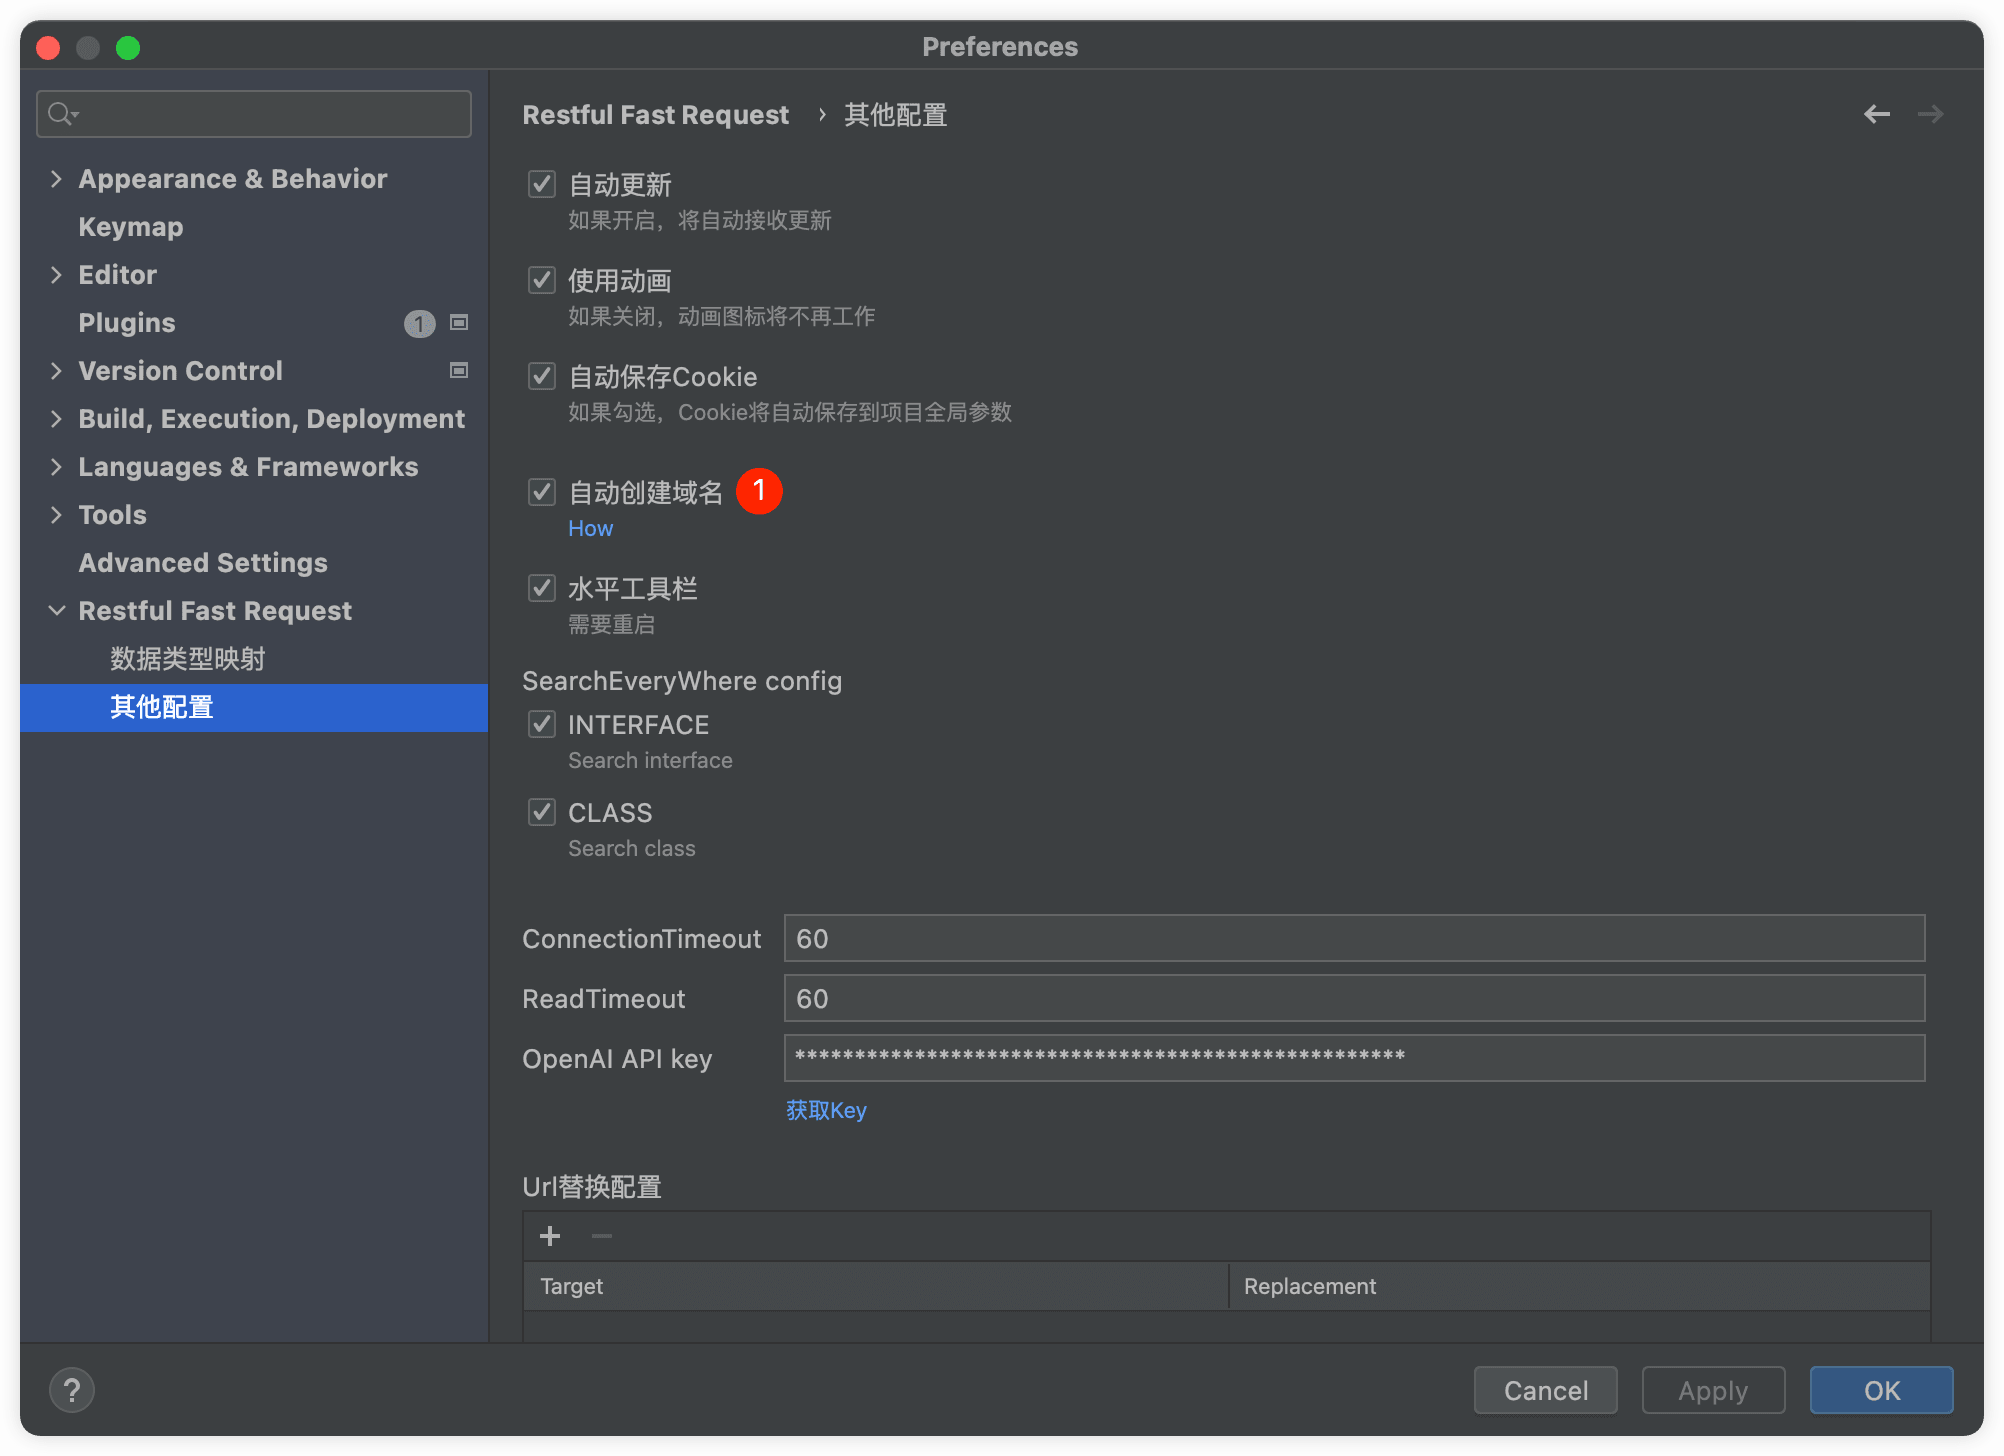 Preferences
Appearance & Behavior
Keymap
Editor
Plugins 1
Version Control
Build, Execution, Deployment
Languages & Frameworks
Tools
Advanced Settings
Restful Fast Request
数据类型映射
其他配置
Restful Fast Request › 其他配置
自动更新
如果开启，将自动接收更新
使用动画
如果关闭，动画图标将不再工作
自动保存Cookie
如果勾选，Cookie将自动保存到项目全局参数
自动创建域名 1
How
水平工具栏
需要重启
SearchEveryWhere config
INTERFACE
Search interface
CLASS
Search class
ConnectionTimeout 60
ReadTimeout 60
OpenAI API key ***************************************************
获取Key
Url替换配置
Target Replacement
? Cancel Apply OK